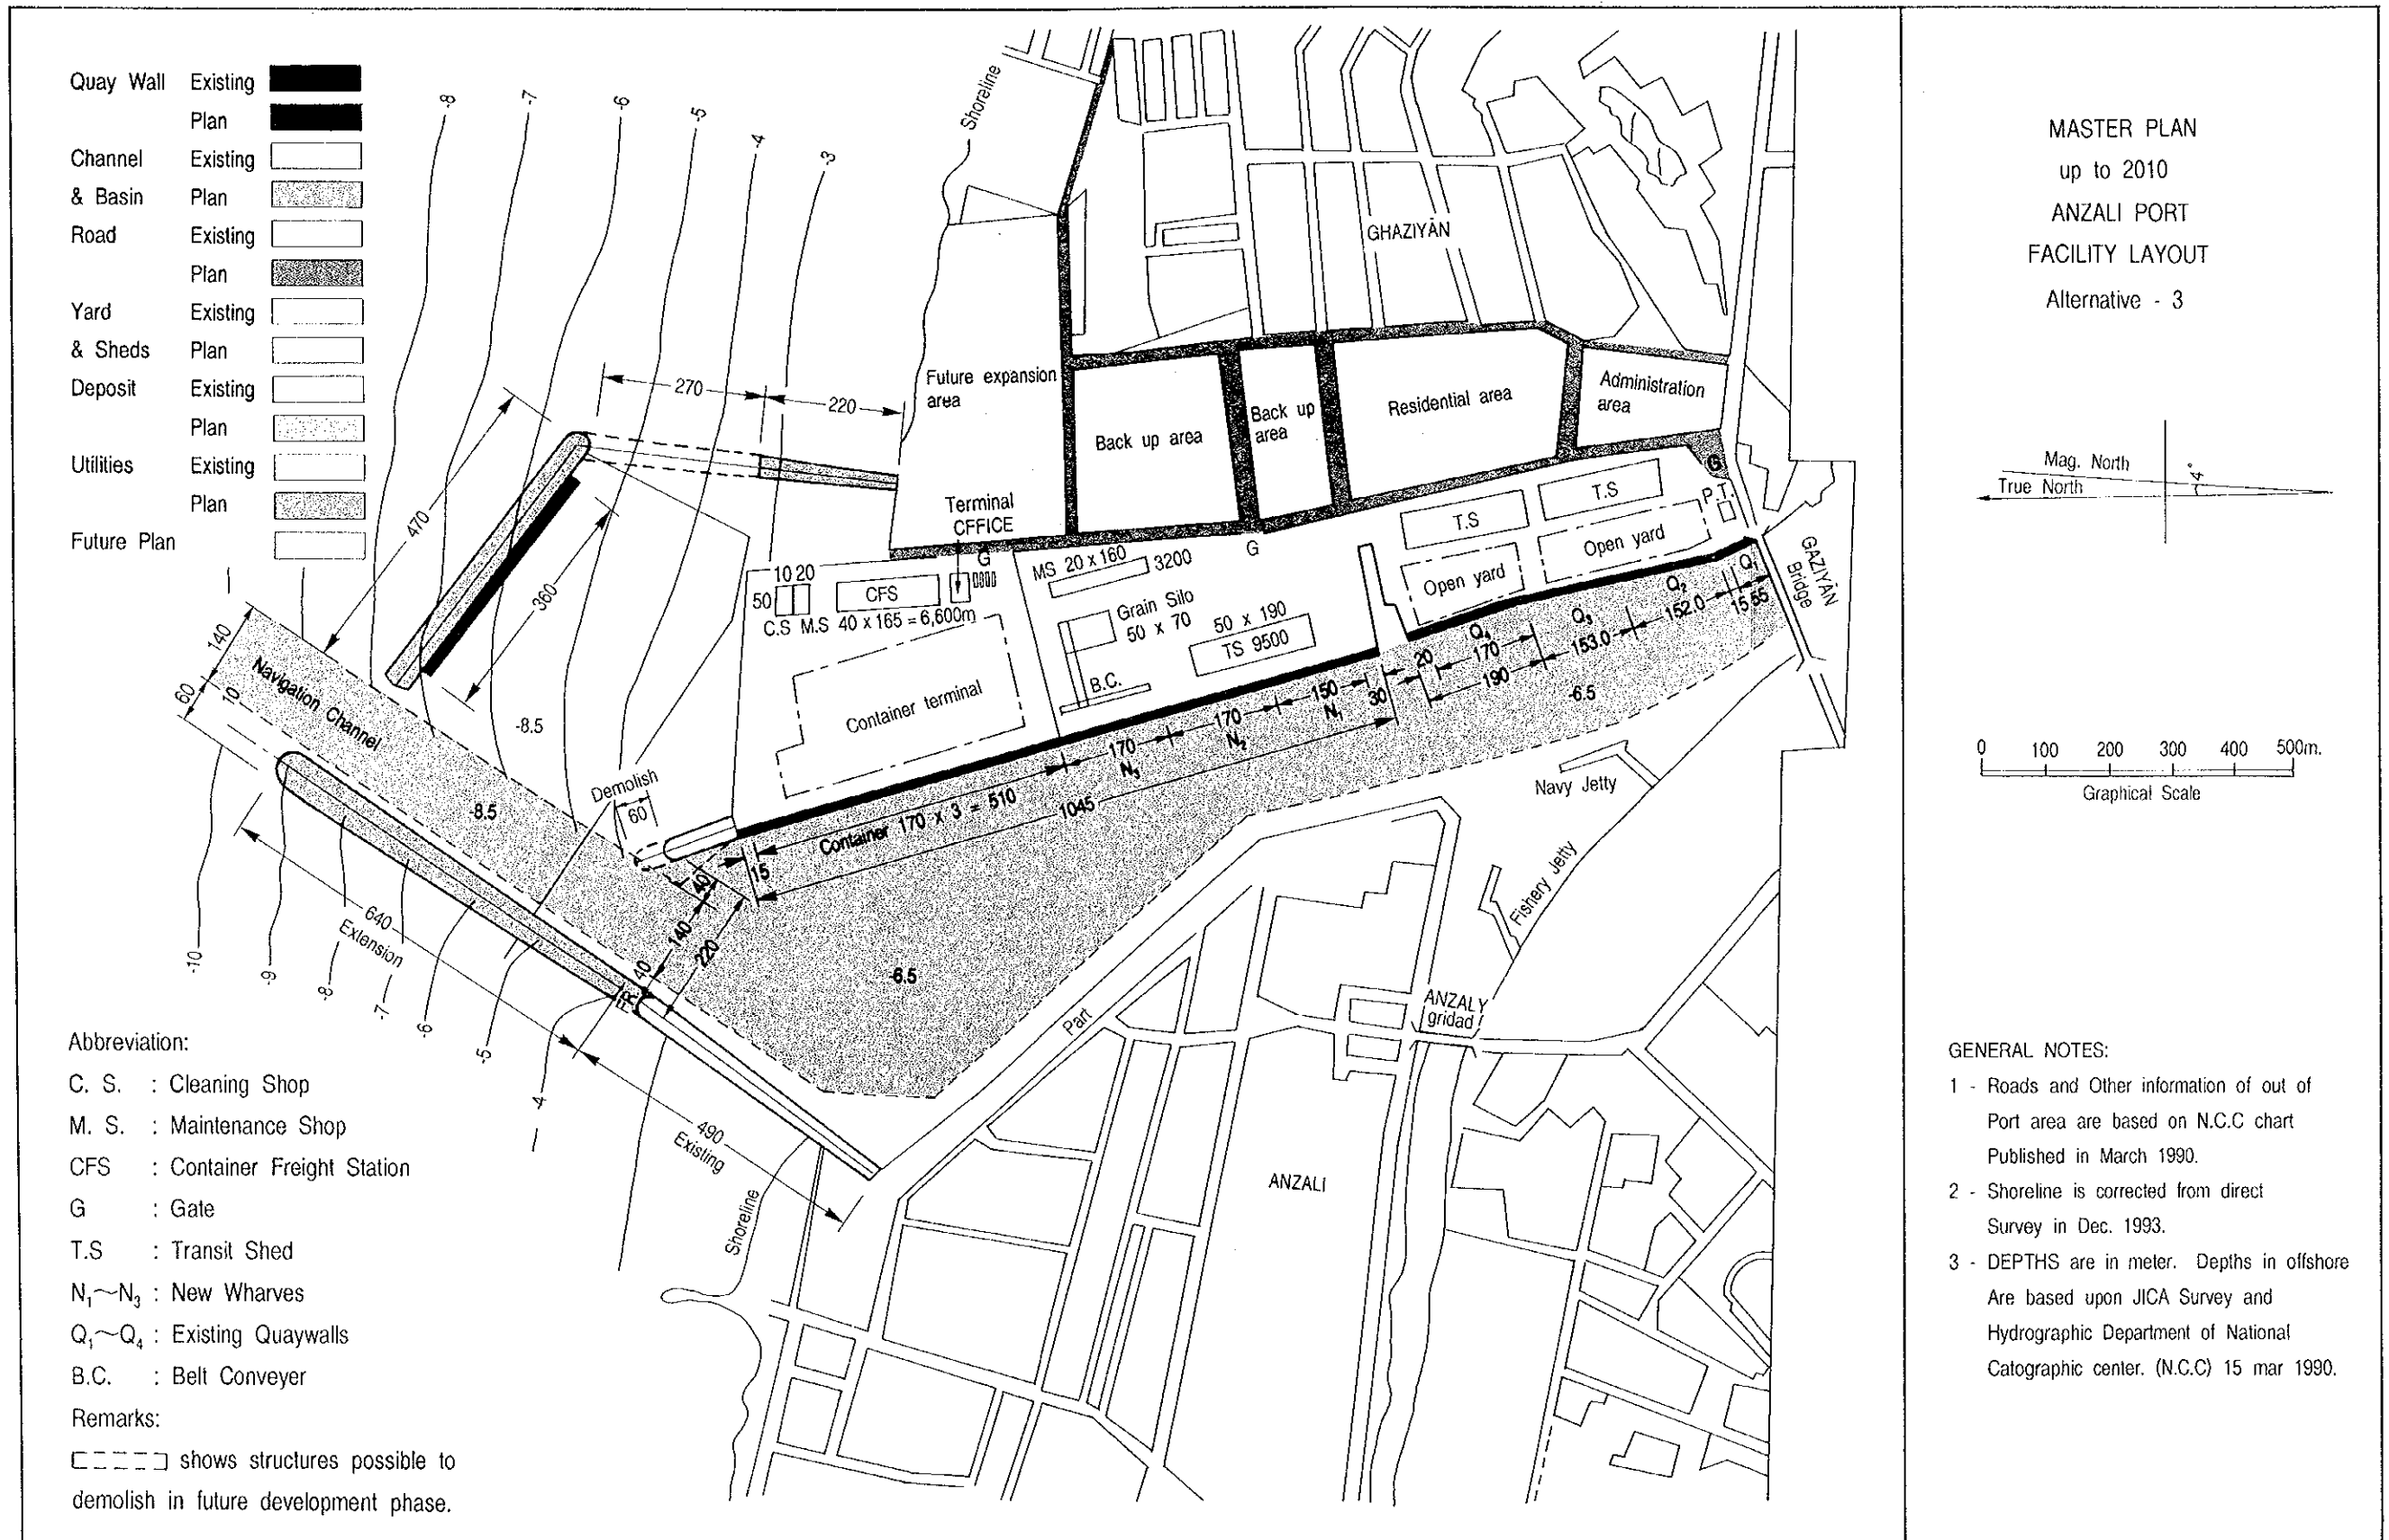 Quay Wall Existing
Plan
Channel Existing
& Basin Plan
Road Existing
Plan
Yard Existing
& Sheds Plan
Deposit Existing
Plan
Utilities Existing
Plan
Future Plan
-8
-7
-6
-5
-4
-3
Shoreline
GHAZIYĀN
270
220
470
360
Future expansion
area
Back up area
Back up
area
Residential area
Administration
area
Terminal
CFFICE
G
G
G
P.T.
T.S
T.S
Open yard
Open yard
GAZIYĀN
Bridge
10 20
50
CFS
C.S M.S 40 x 165 = 6,600m
MS 20 x 160 3200
Grain Silo
50 x 70
50 x 190
TS 9500
B.C.
Container terminal
Q1
Q2
Q3
Q4
15 55
152.0
153.0
170
190
20
30
150
N1
170
N2
170
N3
Container 170 x 3 = 510
1045
15
-6.5
140
60
10
Navigation Channel
-8.5
-8.5
Demolish
60
40
140
220
40
-6.5
F.R.
640
Exlension
490
Existing
-10
-9
-8
-7
-6
-5
-4
Shoreline
Part
Navy Jetty
Fishery Jetty
ANZALY
gridad
ANZALI
Abbreviation:
C. S. : Cleaning Shop
M. S. : Maintenance Shop
CFS : Container Freight Station
G : Gate
T.S : Transit Shed
N1~N3 : New Wharves
Q1~Q4 : Existing Quaywalls
B.C. : Belt Conveyer
Remarks:
shows structures possible to
demolish in future development phase.
MASTER PLAN
up to 2010
ANZALI PORT
FACILITY LAYOUT
Alternative - 3
Mag. North
True North
4°
0 100 200 300 400 500m.
Graphical Scale
GENERAL NOTES:
1 - Roads and Other information of out of
Port area are based on N.C.C chart
Published in March 1990.
2 - Shoreline is corrected from direct
Survey in Dec. 1993.
3 - DEPTHS are in meter. Depths in offshore
Are based upon JICA Survey and
Hydrographic Department of National
Catographic center. (N.C.C) 15 mar 1990.